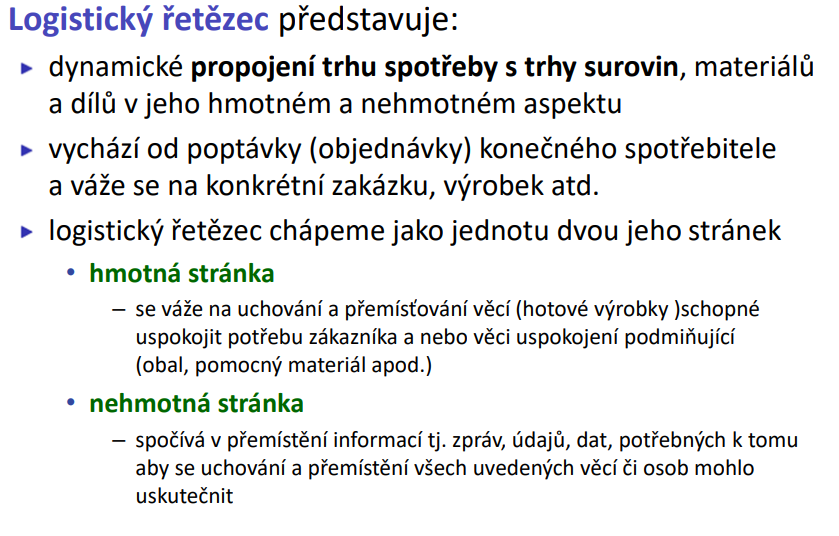 Logistický řetězec představuje:
▸ dynamické propojení trhu spotřeby s trhy surovin, materiálů
a dílů v jeho hmotném a nehmotném aspektu
▸ vychází od poptávky (objednávky) konečného spotřebitele
a váže se na konkrétní zakázku, výrobek atd.
▸ logistický řetězec chápeme jako jednotu dvou jeho stránek
• hmotná stránka
– se váže na uchování a přemísťování věcí (hotové výrobky )schopné
uspokojit potřebu zákazníka a nebo věci uspokojení podmiňující
(obal, pomocný materiál apod.)
• nehmotná stránka
– spočívá v přemístění informací tj. zpráv, údajů, dat, potřebných k tomu
aby se uchování a přemístění všech uvedených věcí či osob mohlo
uskutečnit